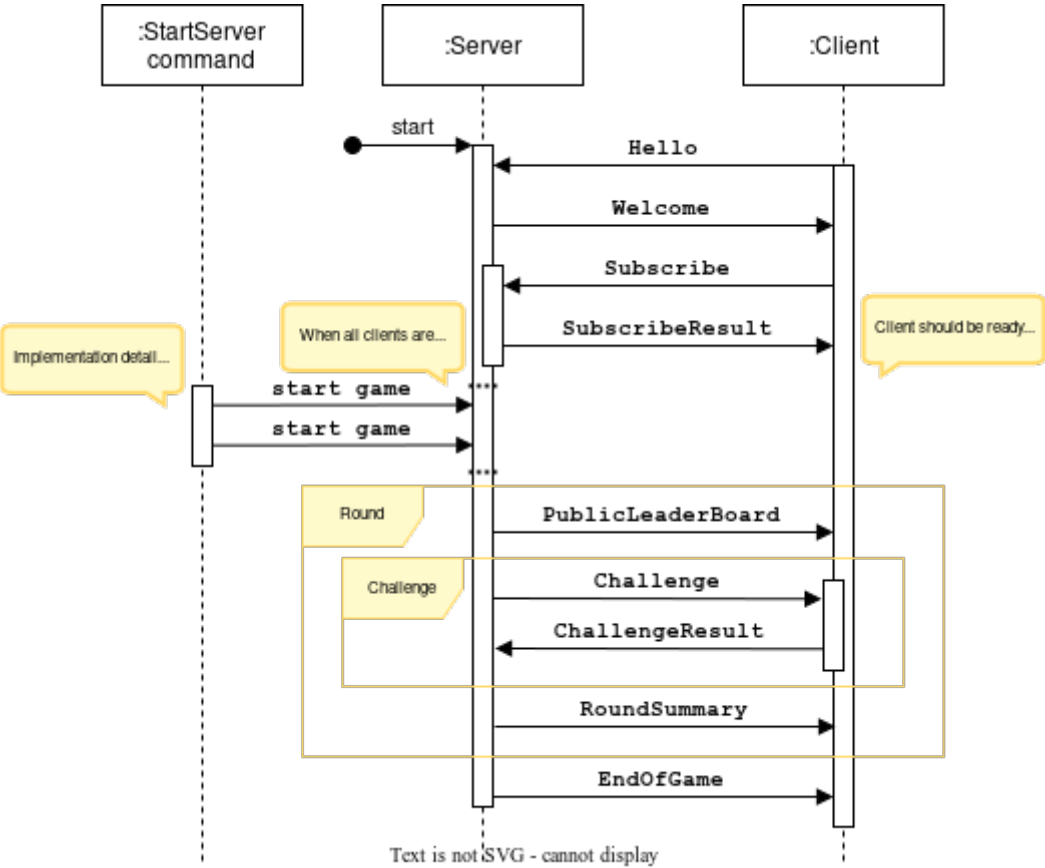 :StartServer
command
:Server
:Client
start
Hello
Welcome
Subscribe
SubscribeResult
When all clients are...
Client should be ready...
Implementation detail...
start game
start game
Round
PublicLeaderBoard
Challenge
Challenge
ChallengeResult
RoundSummary
EndOfGame
Text is not SVG - cannot display